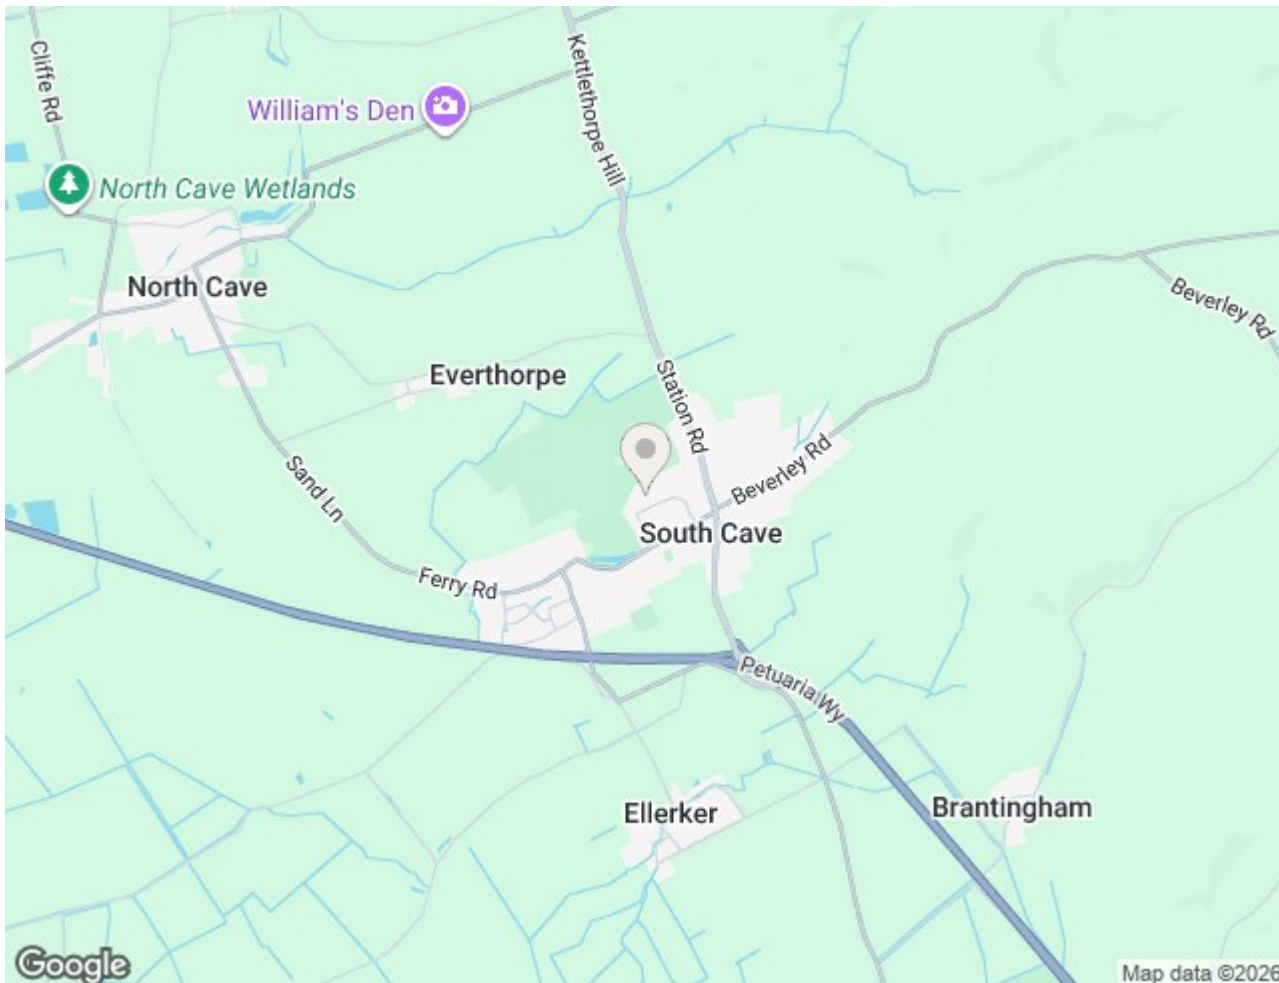 Cliffe Rd
Kettlethorpe Hill
William's Den
North Cave Wetlands
North Cave
Beverley Rd
Everthorpe
Station Rd
Beverley Rd
Sand Ln
South Cave
Ferry Rd
Petuaria Wy
Ellerker
Brantingham
Google
Map data ©2026